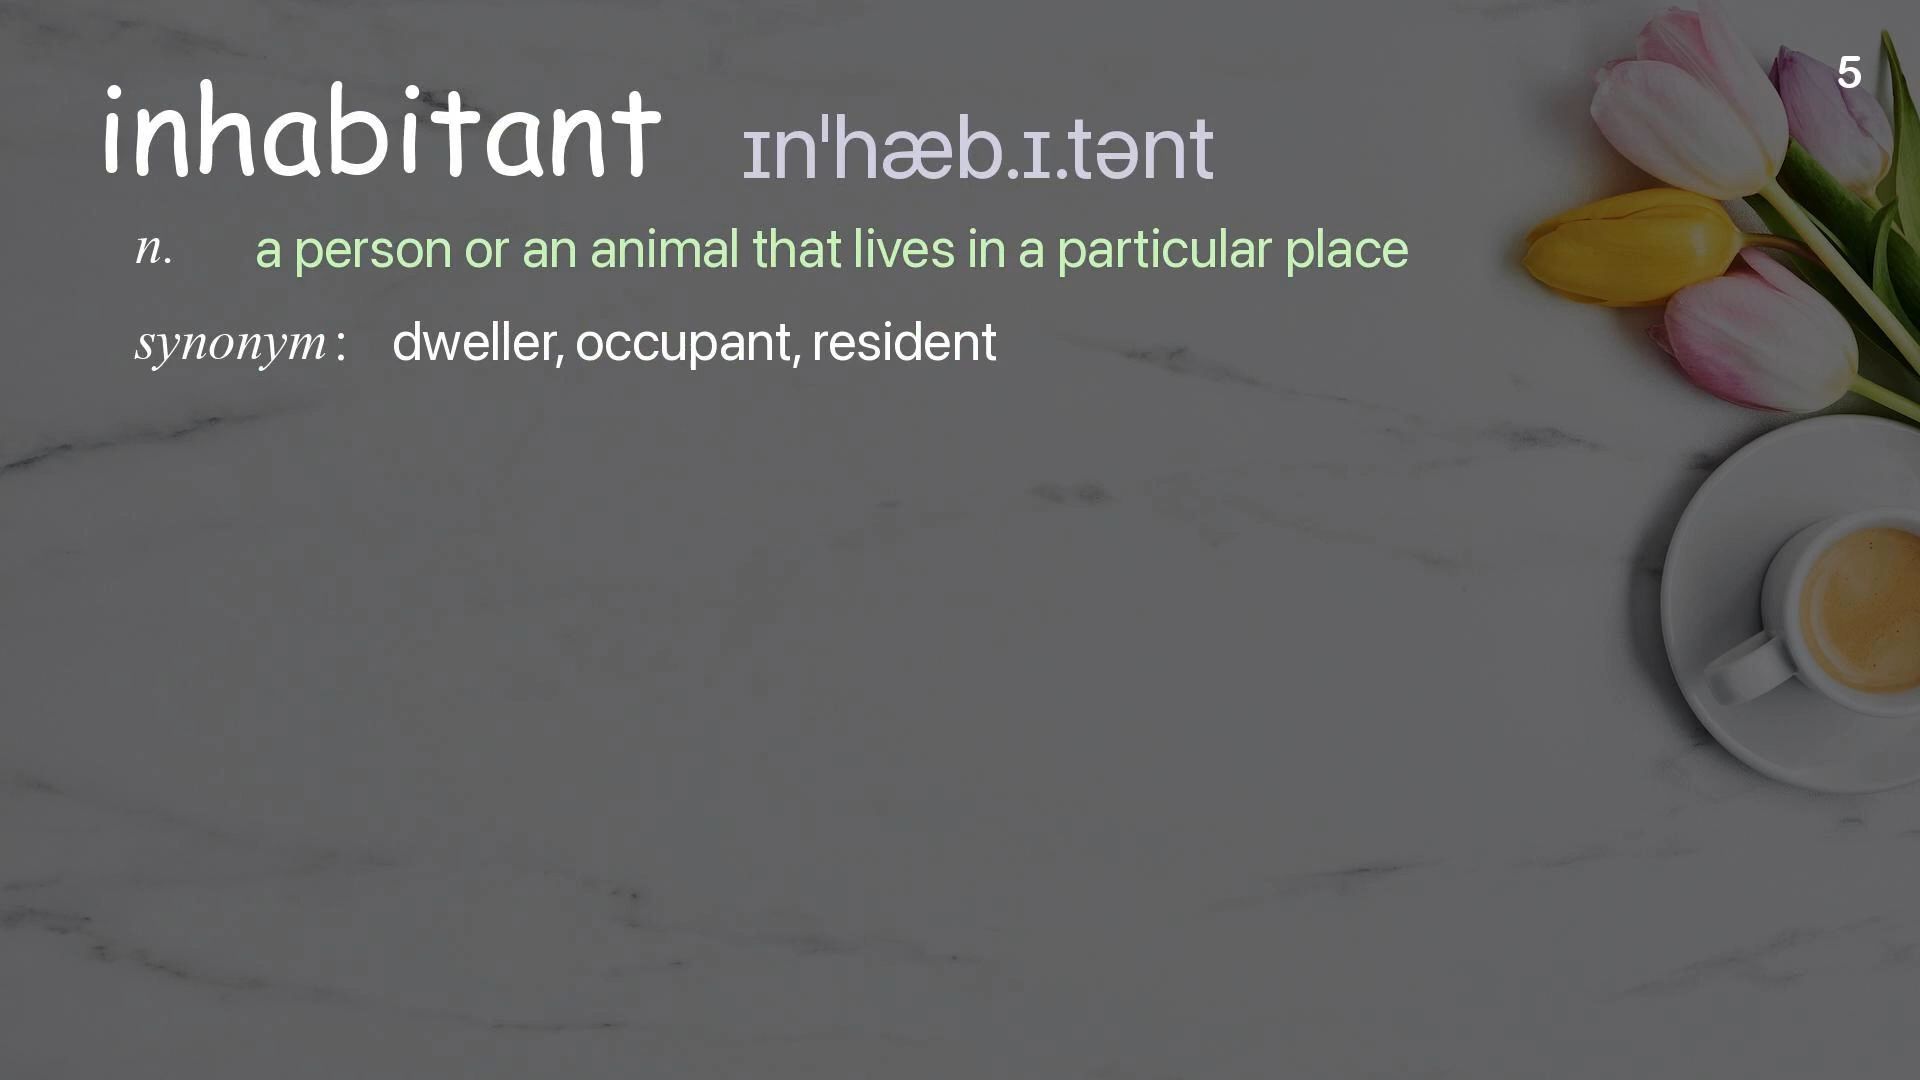 5
inhabitant ɪnˈhæb.ɪ.tənt
n. a person or an animal that lives in a particular place
synonym: dweller, occupant, resident